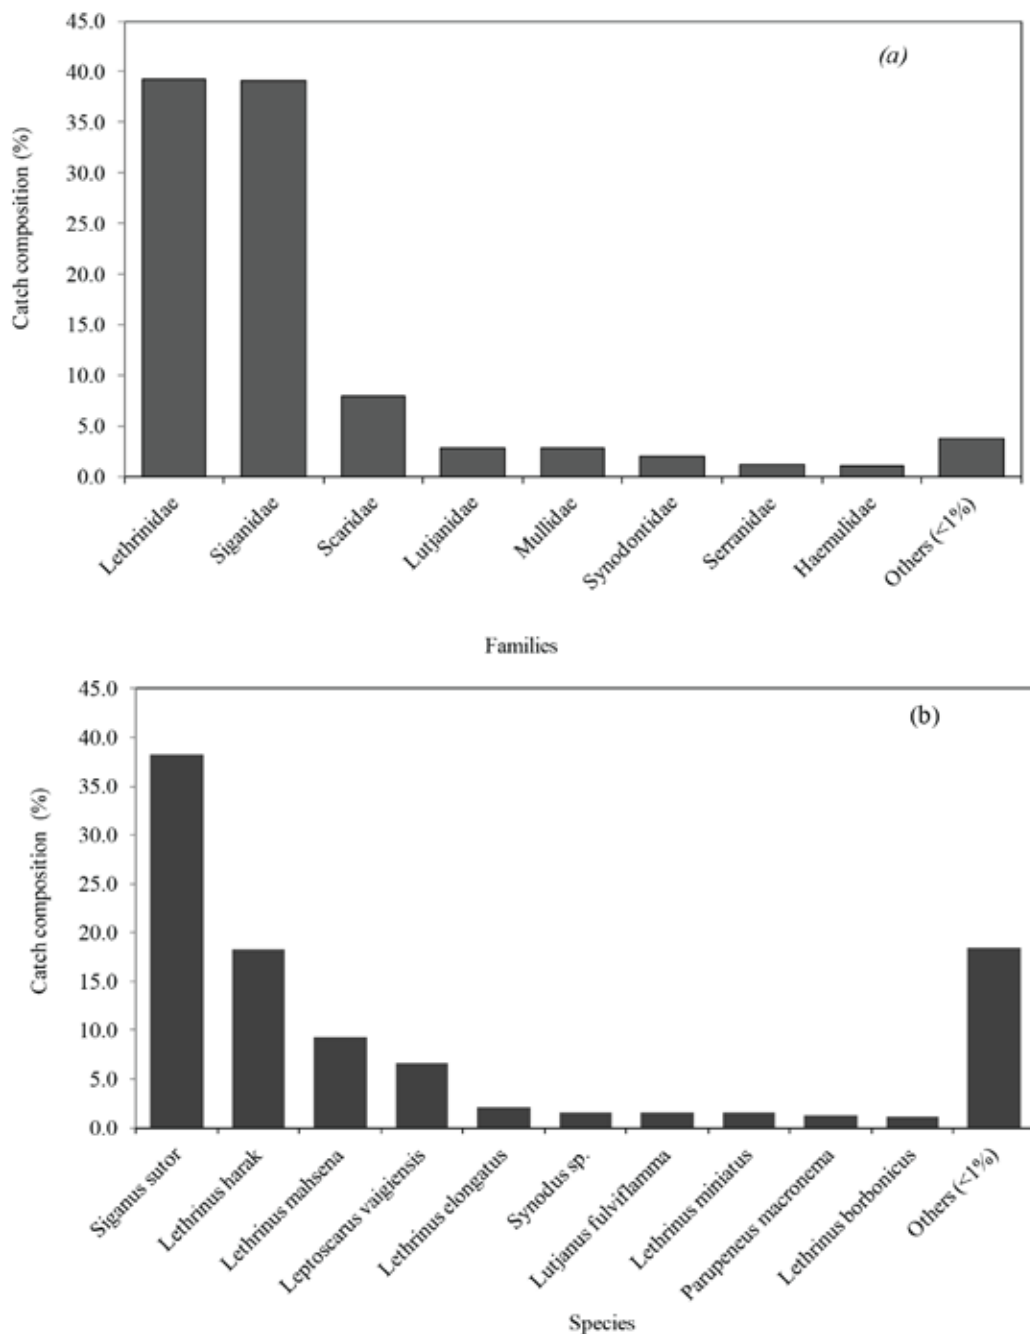 45.0
(a)
40.0
35.0
30.0
25.0
20.0
15.0
10.0
5.0
0.0
Catch composition (%)
Lethrinidae
Siganidae
Scaridae
Lutjanidae
Mullidae
Synodontidae
Serranidae
Haemulidae
Others (<1%)
Families
45.0
(b)
40.0
35.0
30.0
25.0
20.0
15.0
10.0
5.0
0.0
Catch composition (%)
Siganus sutor
Lethrinus harak
Lethrinus mahsena
Leptoscarus vaigiensis
Lethrinus elongatus
Synodus sp.
Lutjanus fulviflamma
Lethrinus miniatus
Parupeneus macronema
Lethrinus borbonicus
Others (<1%)
Species